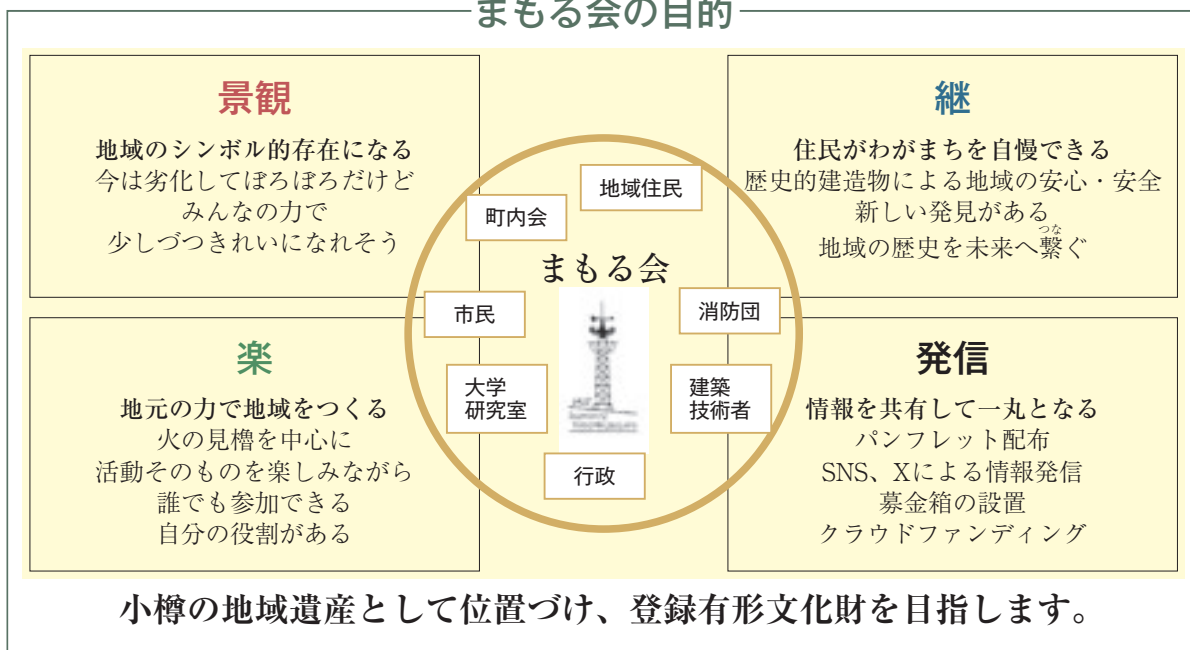 まもる会の目的
景観
地域のシンボル的存在になる
今は劣化してぼろぼろだけど
みんなの力で
少しづつきれいになれそう
継
住民がわがまちを自慢できる
歴史的建造物による地域の安心・安全
新しい発見がある
つな
地域の歴史を未来へ繋ぐ
地域住民
町内会
まもる会
市民
消防団
大学
研究室
建築
技術者
行政
楽
地元の力で地域をつくる
火の見櫓を中心に
活動そのものを楽しみながら
誰でも参加できる
自分の役割がある
発信
情報を共有して一丸となる
パンフレット配布
SNS、Xによる情報発信
募金箱の設置
クラウドファンディング
小樽の地域遺産として位置づけ、登録有形文化財を目指します。